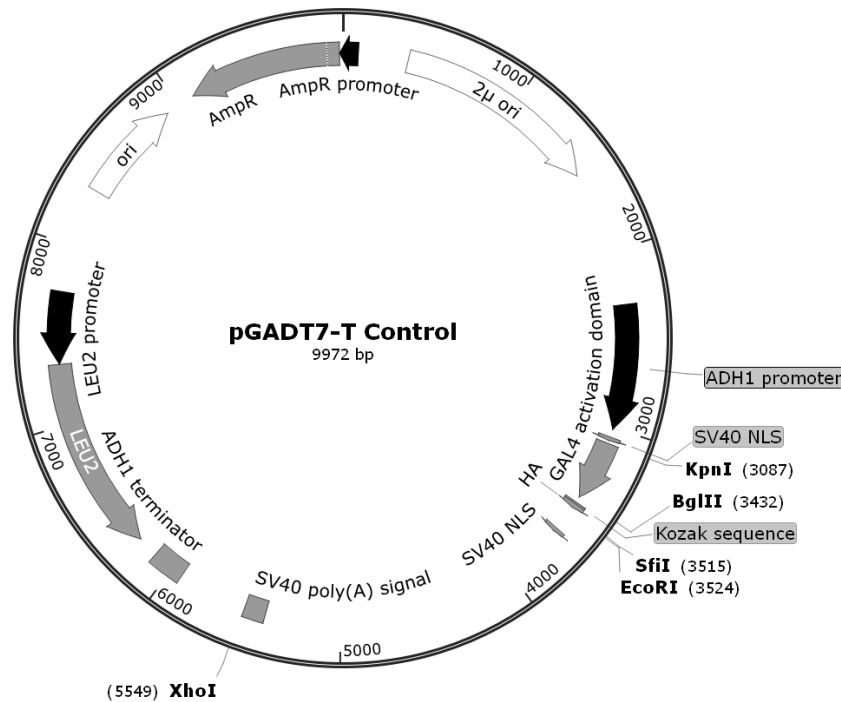 1000
9000
AmpR promoter
AmpR
2μ ori
ori
2000
8000
LEU2 promoter
pGADT7-T Control
9972 bp
GAL4 activation domain
ADH1 promoter
3000
SV40 NLS
KpnI (3087)
7000
LEU2
ADH1 terminator
HA
BglII (3432)
Kozak sequence
SV40 NLS
SfiI (3515)
EcoRI (3524)
4000
SV40 poly(A) signal
6000
5000
(5549) XhoI